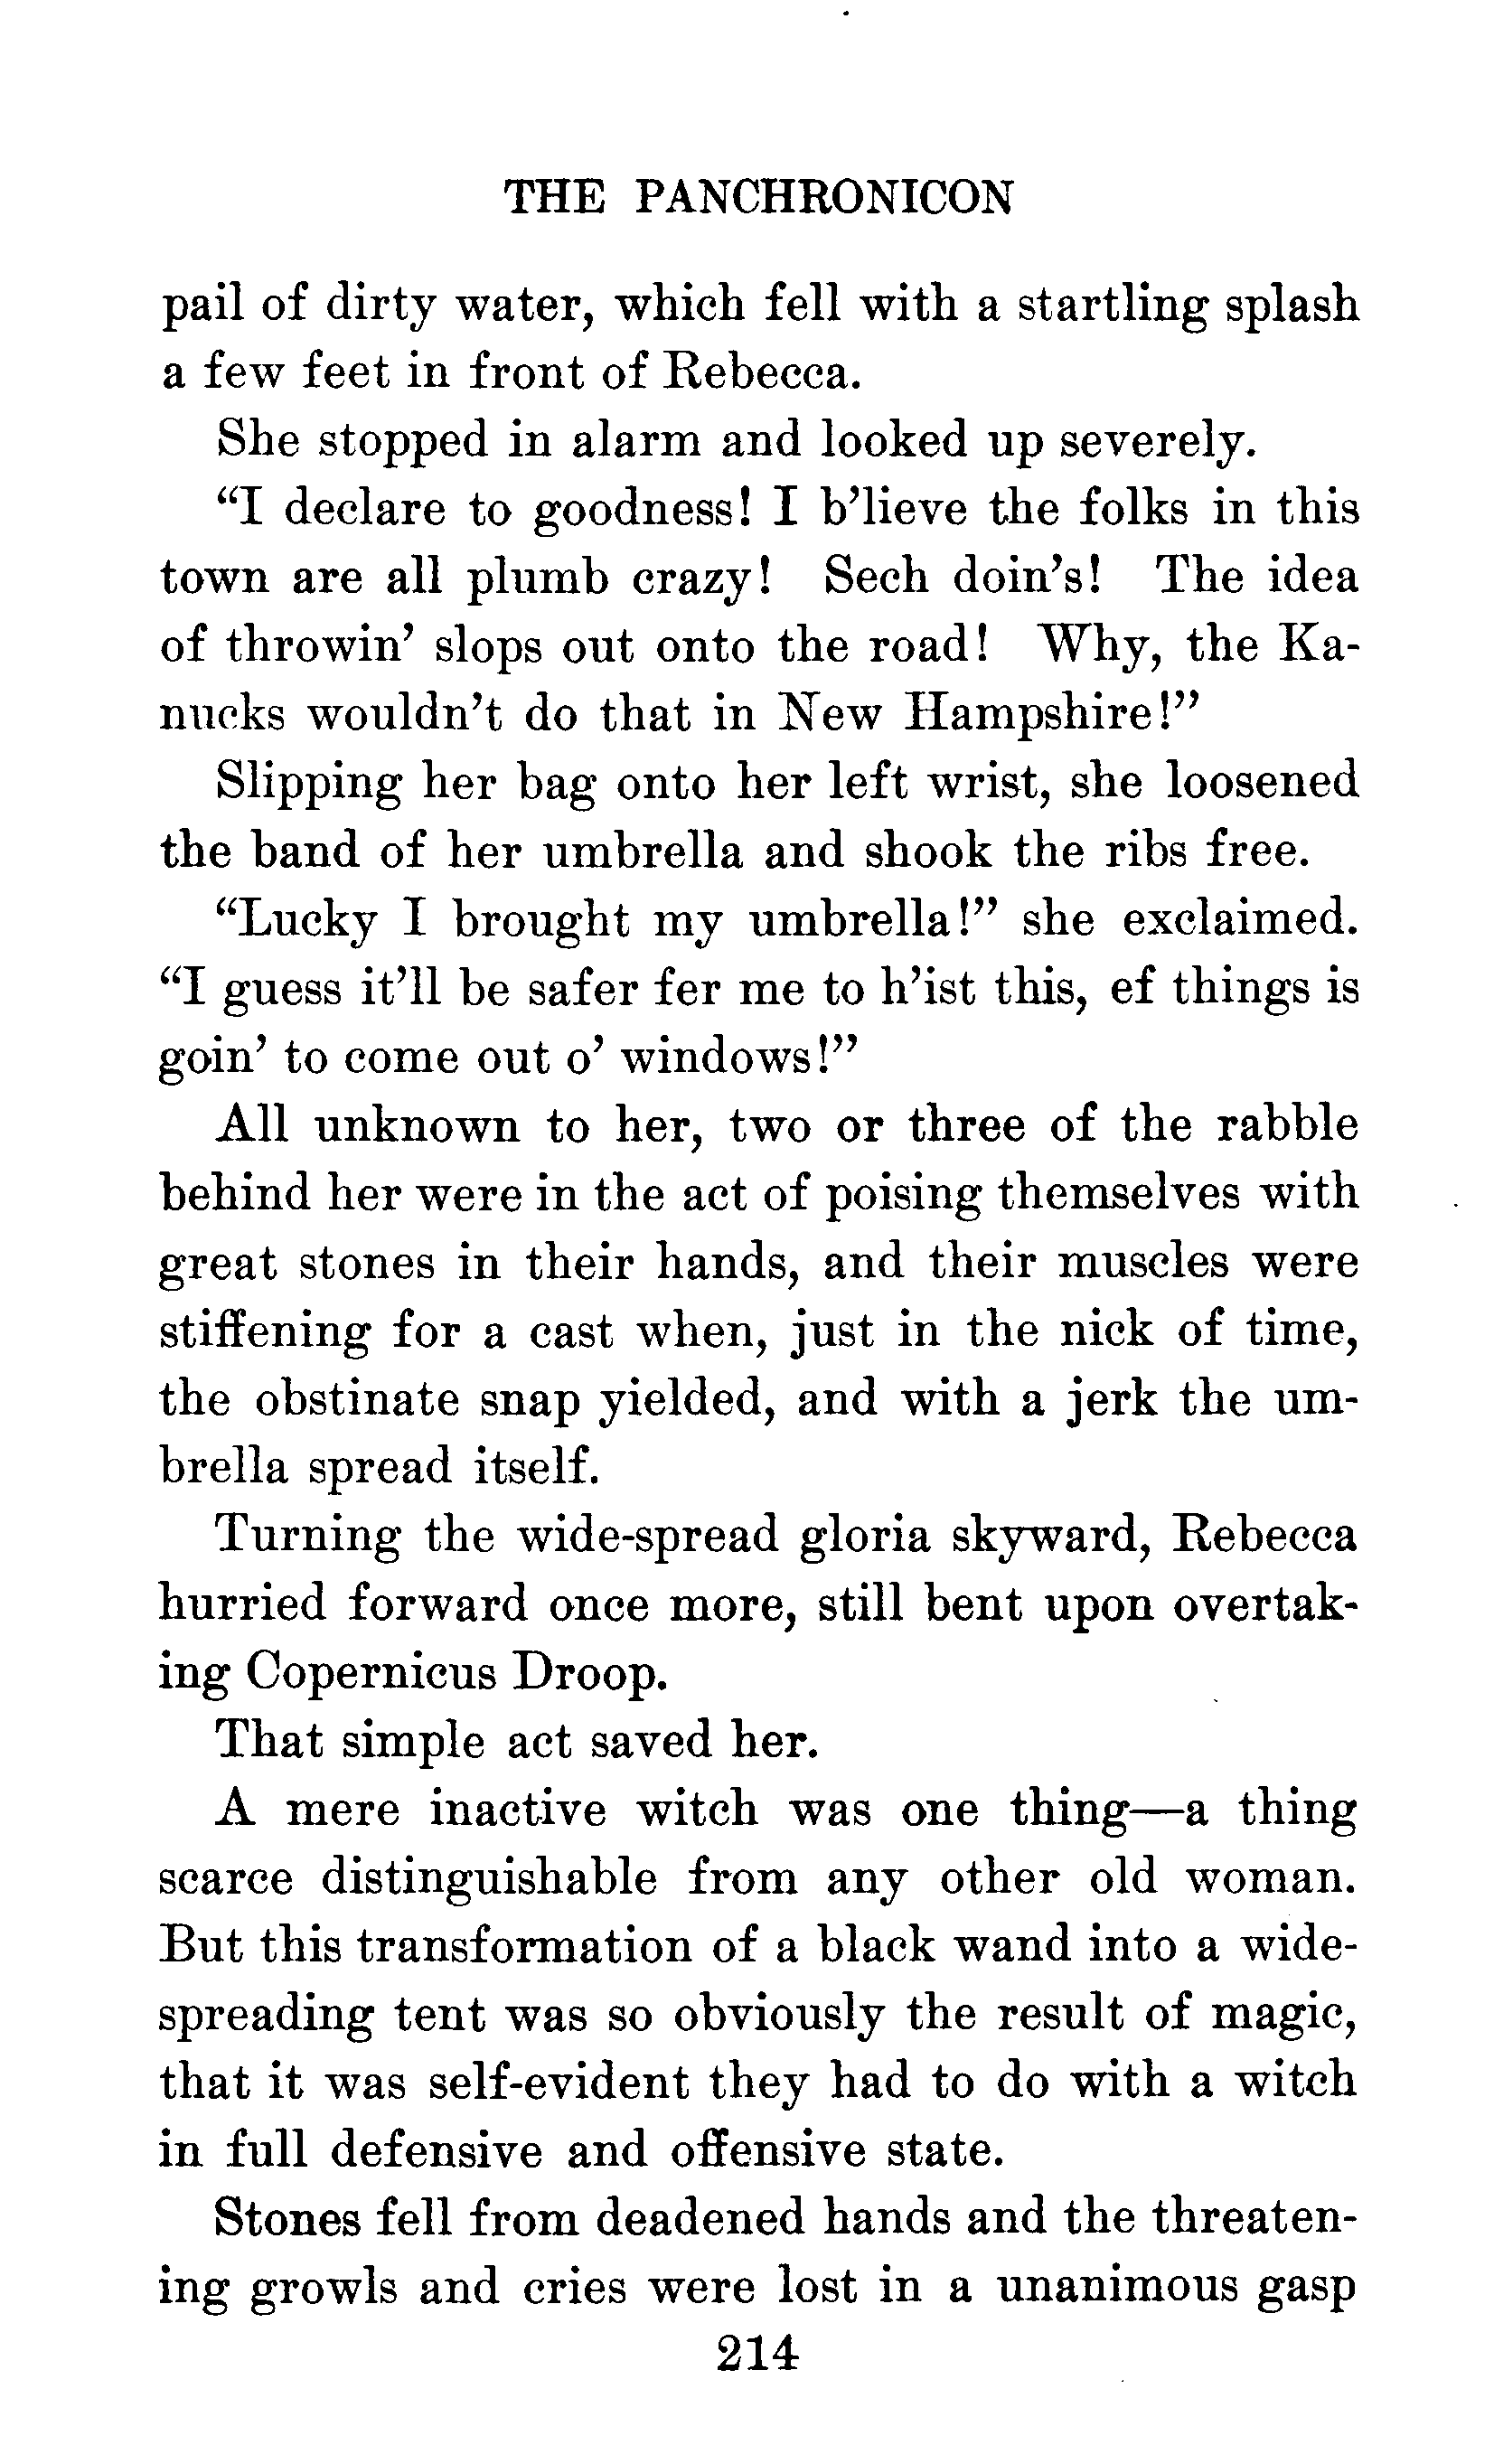 THE PANCHRONICON
pail of dirty water, which fell with a startling splash
a few feet in front of Rebecca.
She stopped in alarm and looked up severely.
“I declare to goodness! I b’lieve the folks in this
town are all plumb crazy! Sech doin’s! The idea
of throwin’ slops out onto the road! Why, the Ka-
nucks wouldn’t do that in New Hampshire!”
Slipping her bag onto her left wrist, she loosened
the band of her umbrella and shook the ribs free.
“Lucky I brought my umbrella!” she exclaimed.
“I guess it’ll be safer fer me to h’ist this, ef things is
goin’ to come out o’ windows!”
All unknown to her, two or three of the rabble
behind her were in the act of poising themselves with
great stones in their hands, and their muscles were
stiffening for a cast when, just in the nick of time,
the obstinate snap yielded, and with a jerk the um-
brella spread itself.
Turning the wide-spread gloria skyward, Rebecca
hurried forward once more, still bent upon overtak-
ing Copernicus Droop.
That simple act saved her.
A mere inactive witch was one thing—a thing
scarce distinguishable from any other old woman.
But this transformation of a black wand into a wide-
spreading tent was so obviously the result of magic,
that it was self-evident they had to do with a witch
in full defensive and offensive state.
Stones fell from deadened hands and the threaten-
ing growls and cries were lost in a unanimous gasp
214